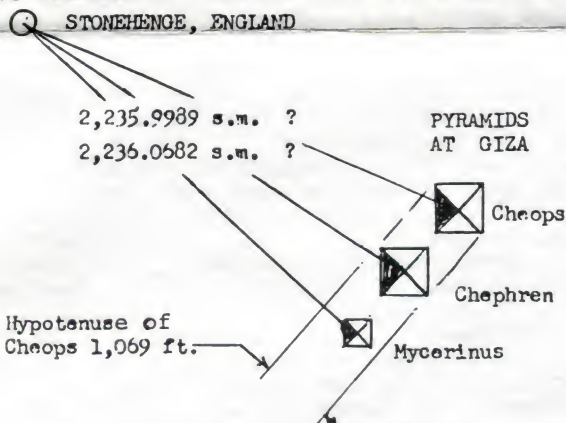 STONEHENGE, ENGLAND
2,235.9989 s.m. ?
2,236.0682 s.m. ?
PYRAMIDS
AT GIZA
Cheops
Chephren
Mycerinus
Hypotenuse of
Cheops 1,069 ft.